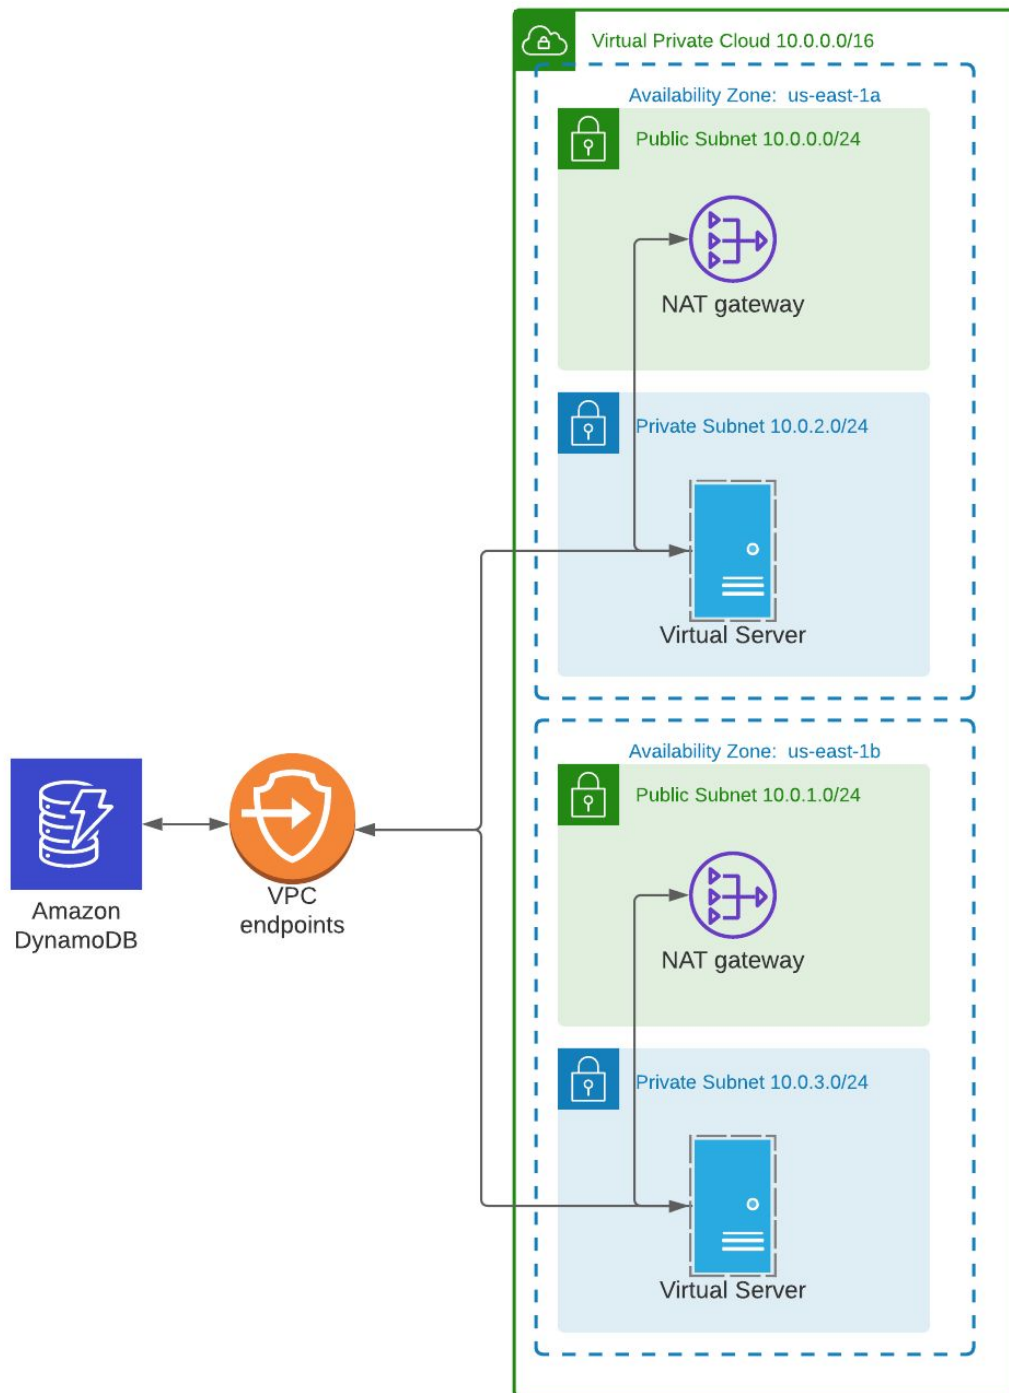 Virtual Private Cloud 10.0.0.0/16
Availability Zone: us-east-1a
Public Subnet 10.0.0.0/24
NAT gateway
Private Subnet 10.0.2.0/24
Virtual Server
Availability Zone: us-east-1b
Public Subnet 10.0.1.0/24
NAT gateway
Private Subnet 10.0.3.0/24
Virtual Server
Amazon
DynamoDB
VPC
endpoints